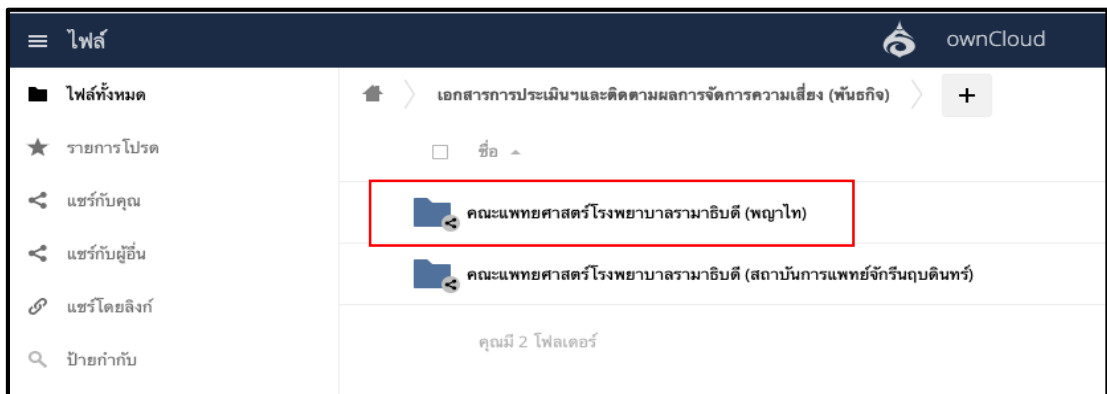 ไฟล์
ownCloud
ไฟล์ทั้งหมด
รายการโปรด
แชร์กับคุณ
แชร์กับผู้อื่น
แชร์โดยลิงก์
ป้ายกำกับ
เอกสารการประเมินฯและติดตามผลการจัดการความเสี่ยง (พันธกิจ)
+
ชื่อ
คณะแพทยศาสตร์โรงพยาบาลรามาธิบดี (พญาไท)
คณะแพทยศาสตร์โรงพยาบาลรามาธิบดี (สถาบันการแพทย์จักรีนฤบดินทร์)
คุณมี 2 โฟลเดอร์